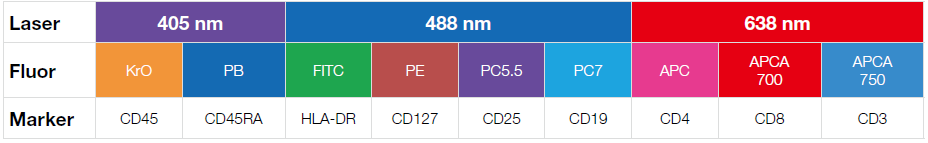 Laser 405 nm 488 nm 638 nm
Fluor KrO PB FITC PE PC5.5 PC7 APC APCA 700 APCA 750
Marker CD45 CD45RA HLA-DR CD127 CD25 CD19 CD4 CD8 CD3